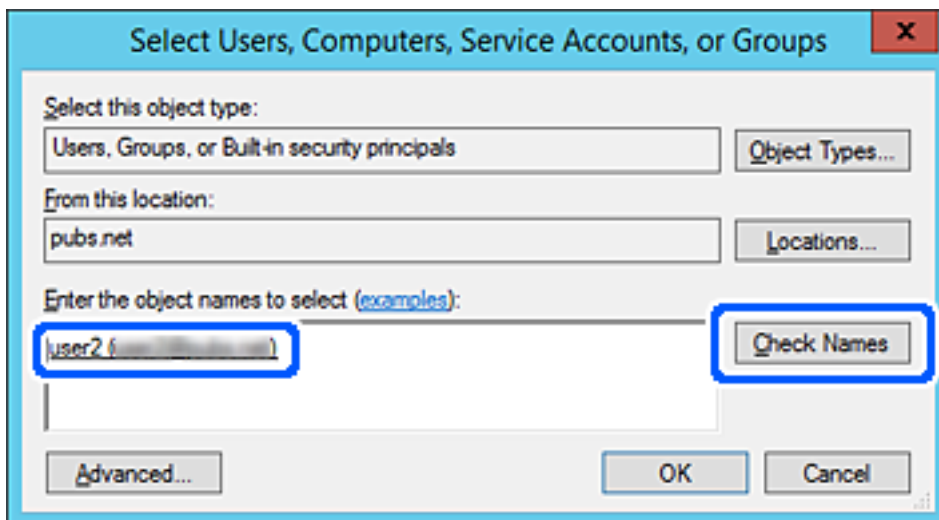 Select Users, Computers, Service Accounts, or Groups
x
Select this object type:
Users, Groups, or Built-in security principals
Object Types...
From this location:
pubs.net
Locations...
Enter the object names to select (examples):
user2 ( )
Check Names
Advanced...
OK
Cancel